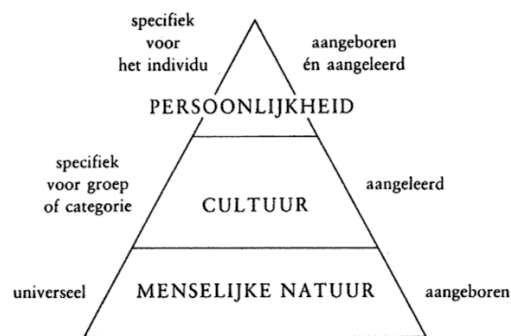 specifiek
voor
het individu
aangeboren
én aangeleerd
PERSOONLIJKHEID
specifiek
voor groep
of categorie
aangeleerd
CULTUUR
universeel
MENSELIJKE NATUUR
aangeboren